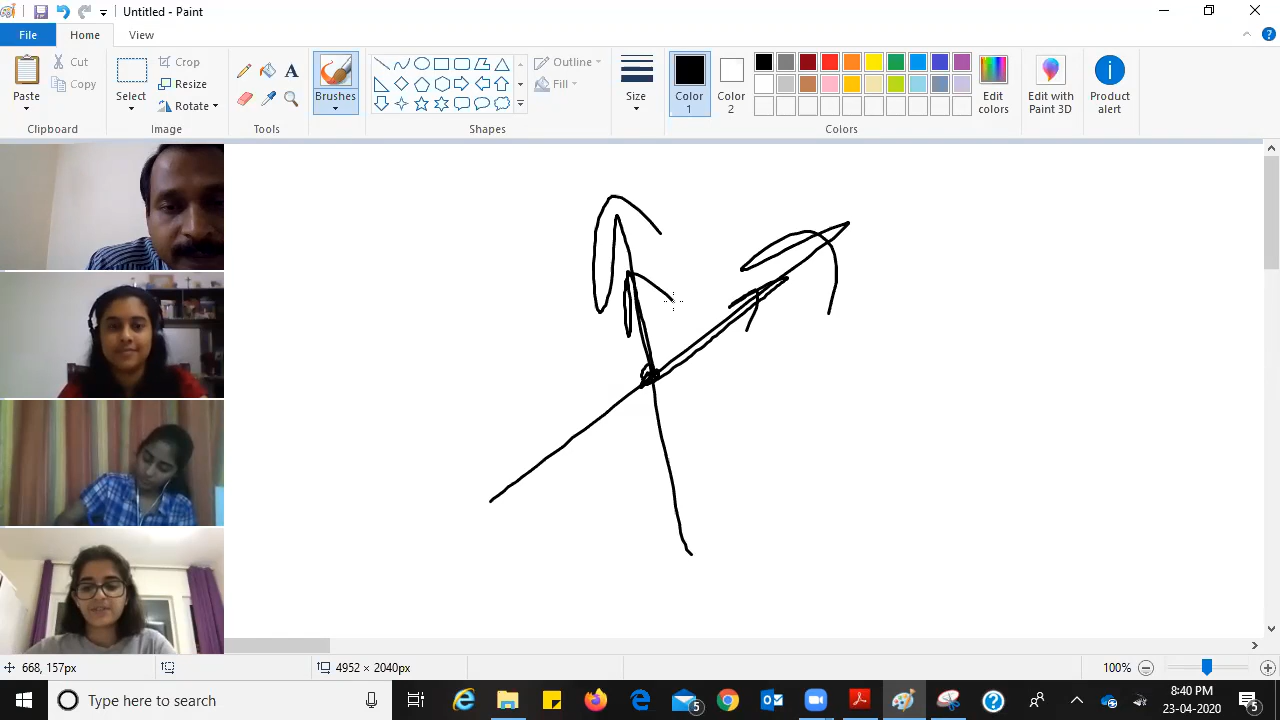 Untitled - Paint
File Home View
Cut
Copy
Paste
Clipboard
Select
Crop
Resize
Rotate
Image
Tools
Brushes
Outline
Fill
Shapes
Size
Color 1
Color 2
Colors
Edit colors
Edit with Paint 3D
Product alert
668, 157px
4952 × 2040px
100%
Type here to search
5
8:40 PM
23-04-2020
5